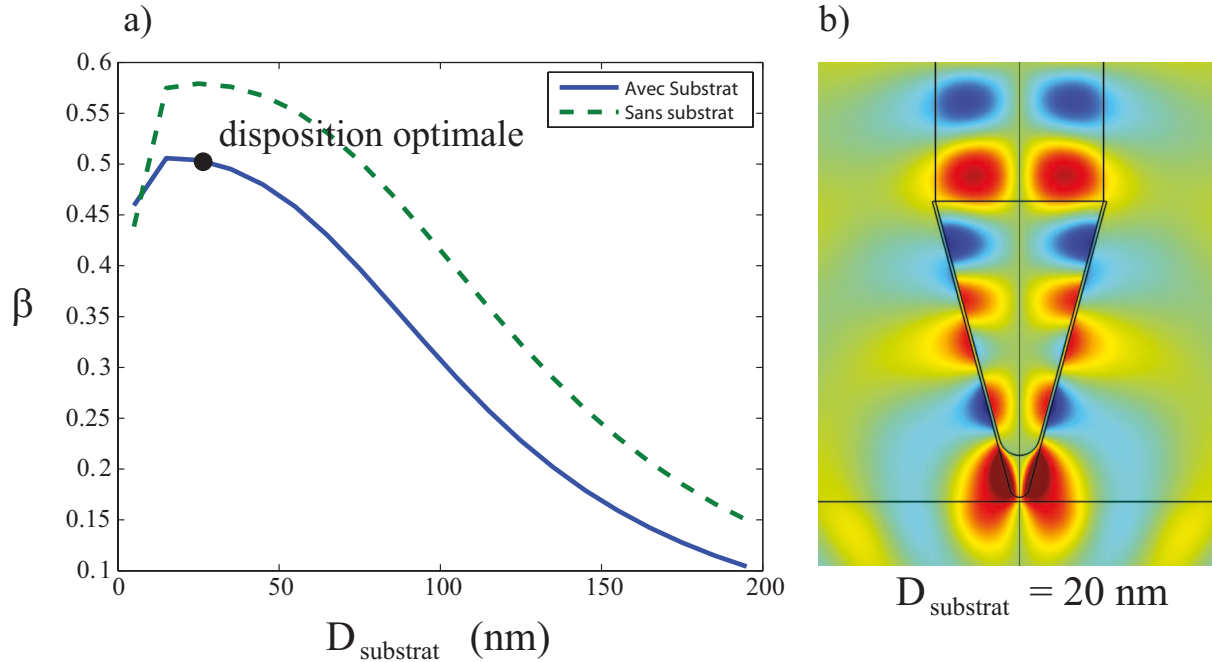 a)
b)
0.6
0.55
0.5
0.45
0.4
0.35
0.3
0.25
0.2
0.15
0.1
β
Avec Substrat
Sans substrat
disposition optimale
0
50
100
150
200
D substrat (nm)
D substrat = 20 nm